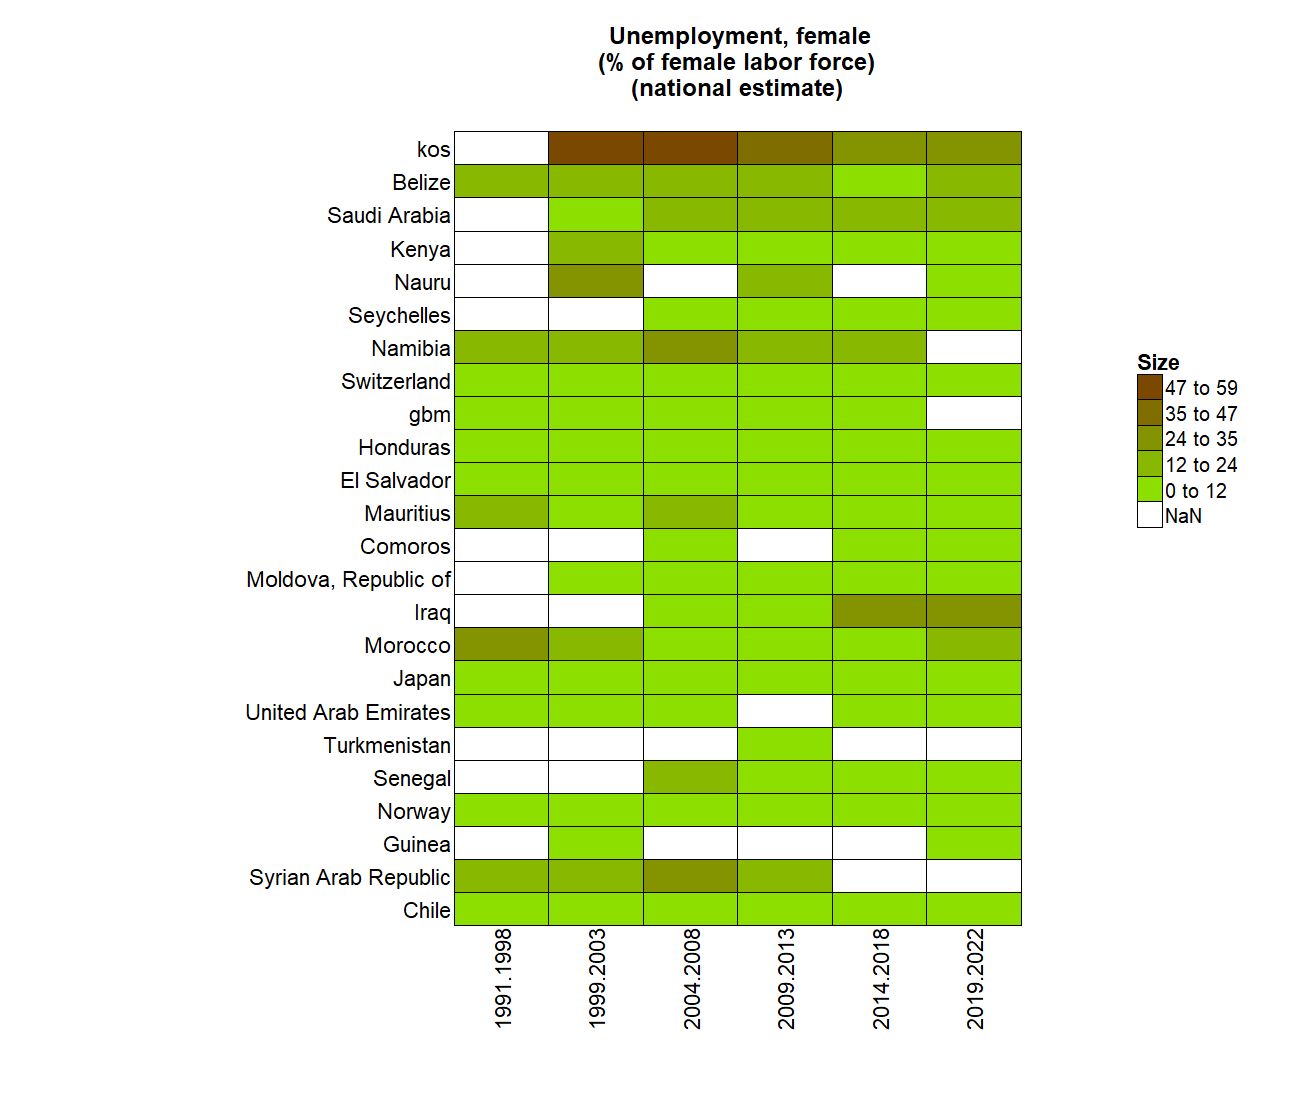 Unemployment, female
(% of female labor force)
(national estimate)
kos
Belize
Saudi Arabia
Kenya
Nauru
Seychelles
Namibia
Switzerland
gbm
Honduras
El Salvador
Mauritius
Comoros
Moldova, Republic of
Iraq
Morocco
Japan
United Arab Emirates
Turkmenistan
Senegal
Norway
Guinea
Syrian Arab Republic
Chile
1991.1998
1999.2003
2004.2008
2009.2013
2014.2018
2019.2022
Size
47 to 59
35 to 47
24 to 35
12 to 24
0 to 12
NaN